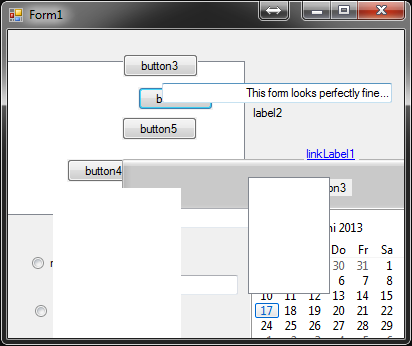 Form1
button3
b
This form looks perfectly fine...
label2
button5
linkLabel1
button4
on3
ni 2013
Do Fr Sa
30 31 1
6 7 8
10 11 12 13 14 15
17 18 19 20 21 22
24 25 26 27 28 29